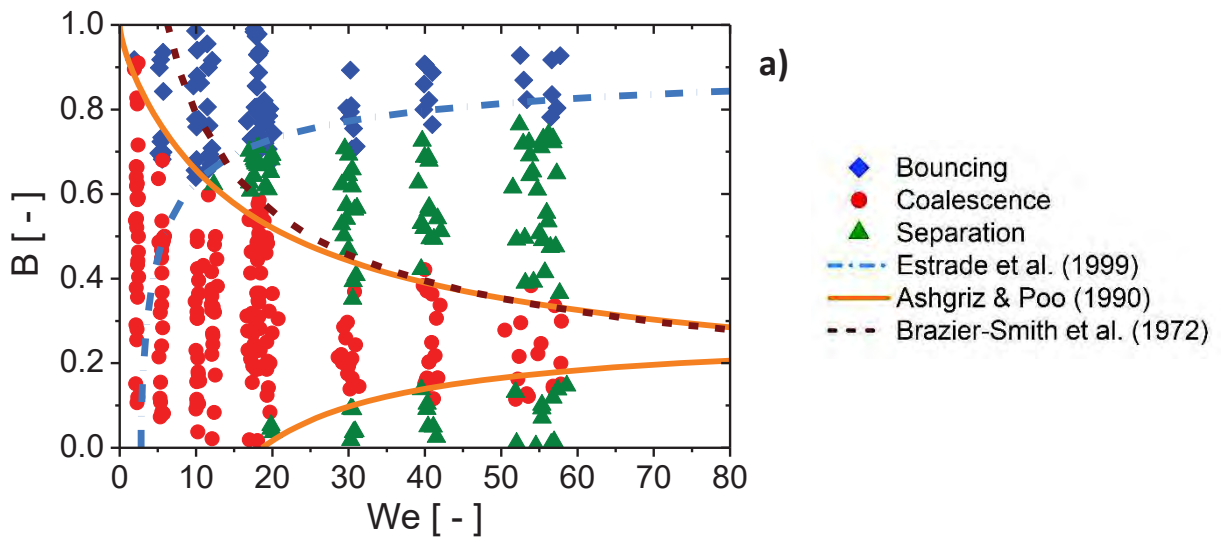 1.0
0.8
0.6
0.4
0.2
0.0
B [ - ]
0 10 20 30 40 50 60 70 80
We [ - ]
a)
Bouncing
Coalescence
Separation
Estrade et al. (1999)
Ashgriz & Poo (1990)
Brazier-Smith et al. (1972)